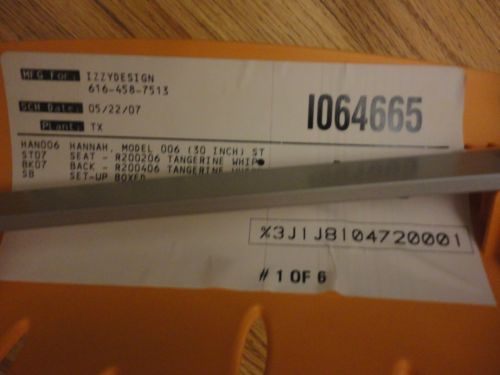 MFG For: IZZYDESIGN
616-458-7513
SCH Date: 05/22/07
Plant: TX
I064665
HAN006 HANNAH, MODEL 006 (30 INCH) ST
ST07 SEAT - R200206 TANGERINE WHIP
BK07 BACK - R200406 TANGERINE
SB SET-UP BOXED
%3J1J8104720001
# 1 OF 6